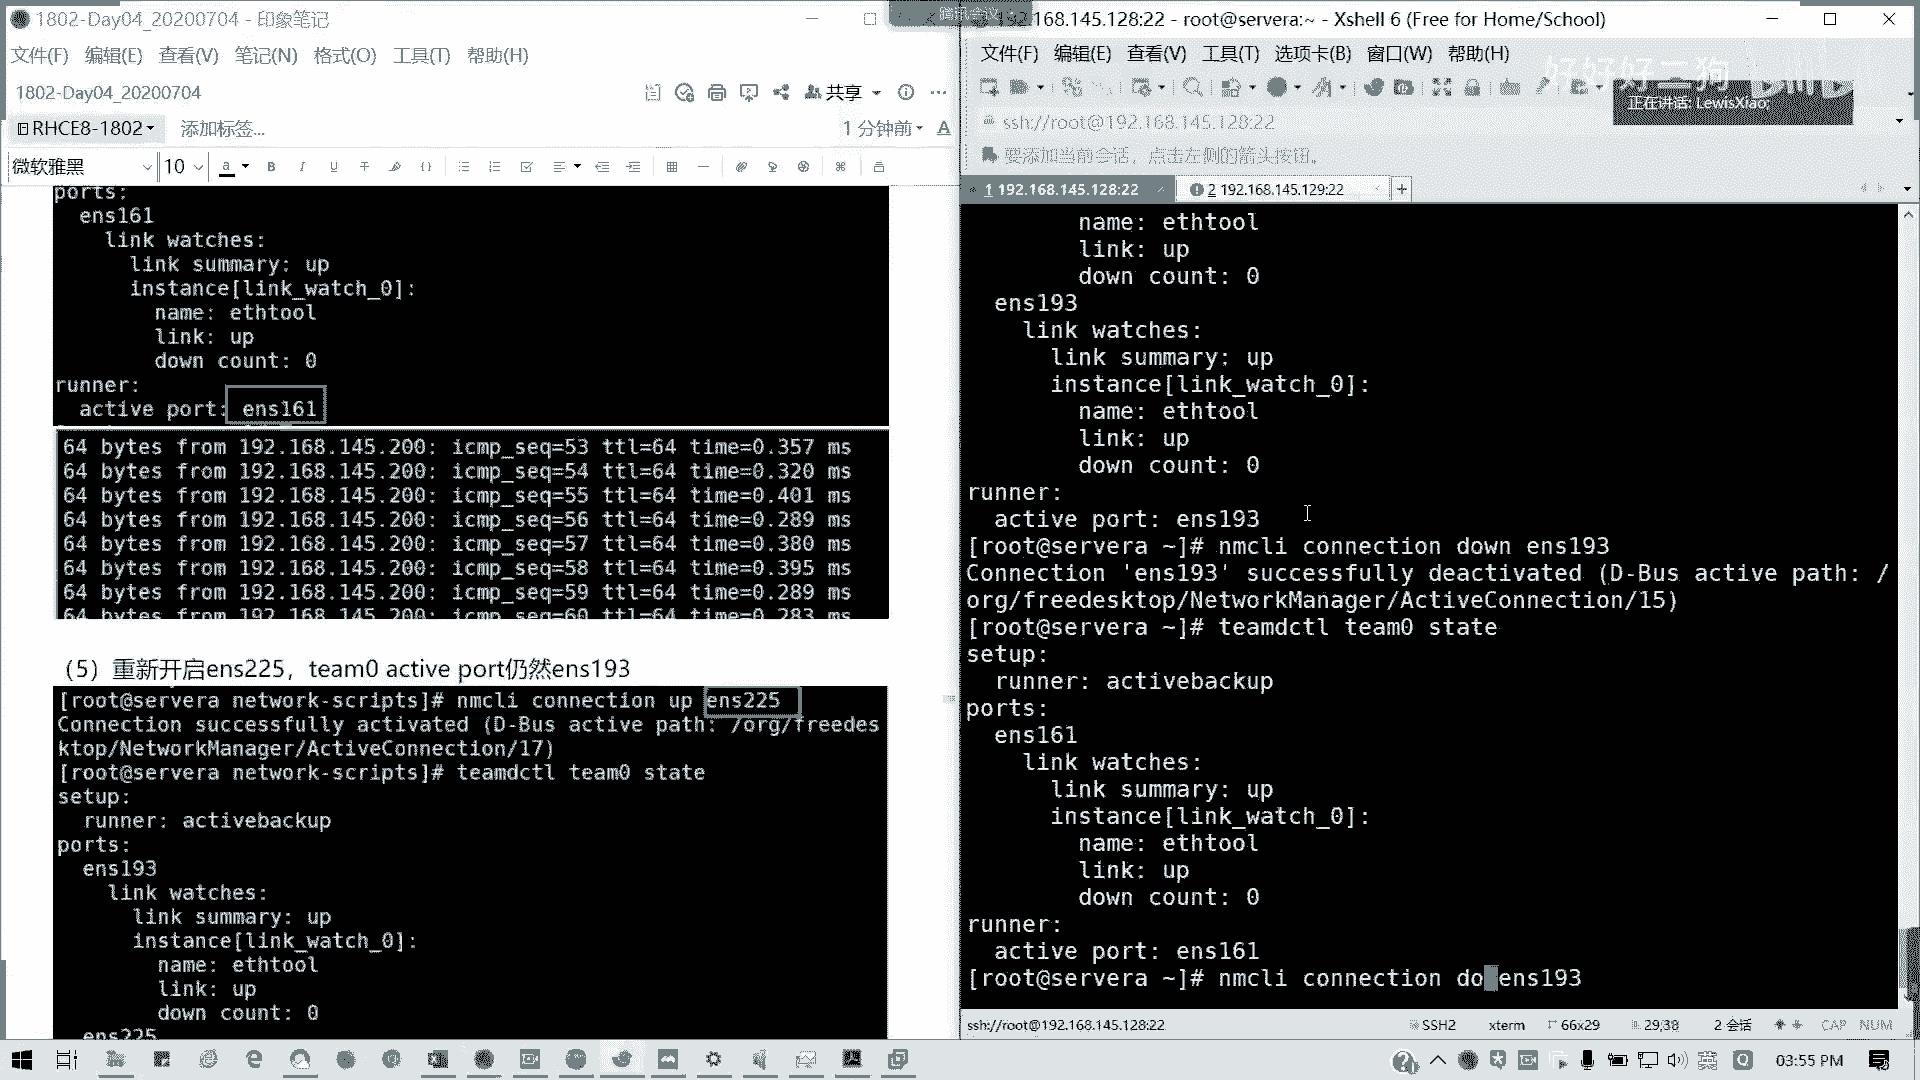 1802-Day04_20200704 - 印象笔记
文件(F) 编辑(E) 查看(V) 笔记(N) 格式(O) 工具(T) 帮助(H)
1802-Day04_20200704
共享
RHCE8-1802
添加标签...
1 分钟前
微软雅黑
10
ports:
ens161
link watches:
link summary: up
instance[link_watch_0]:
name: ethtool
link: up
down count: 0
runner:
active port: ens161
64 bytes from 192.168.145.200: icmp_seq=53 ttl=64 time=0.357 ms
64 bytes from 192.168.145.200: icmp_seq=54 ttl=64 time=0.320 ms
64 bytes from 192.168.145.200: icmp_seq=55 ttl=64 time=0.401 ms
64 bytes from 192.168.145.200: icmp_seq=56 ttl=64 time=0.289 ms
64 bytes from 192.168.145.200: icmp_seq=57 ttl=64 time=0.380 ms
64 bytes from 192.168.145.200: icmp_seq=58 ttl=64 time=0.395 ms
64 bytes from 192.168.145.200: icmp_seq=59 ttl=64 time=0.289 ms
64 bytes from 192.168.145.200: icmp_seq=60 ttl=64 time=0.283 ms
（5）重新开启ens225，team0 active port仍然ens193
[root@servera network-scripts]# nmcli connection up ens225
Connection successfully activated (D-Bus active path: /org/freedes
ktop/NetworkManager/ActiveConnection/17)
[root@servera network-scripts]# teamdctl team0 state
setup:
runner: activebackup
ports:
ens193
link watches:
link summary: up
instance[link_watch_0]:
name: ethtool
link: up
down count: 0
ens225
腾讯会议
192.168.145.128:22 - root@servera:~ - Xshell 6 (Free for Home/School)
文件(F) 编辑(E) 查看(V) 工具(T) 选项卡(B) 窗口(W) 帮助(H)
好好好二狗
正在讲话: LewisXiao;
ssh://root@192.168.145.128:22
要添加当前会话，点击左侧的箭头按钮。
1 192.168.145.128:22
2 192.168.145.129:22
name: ethtool
link: up
down count: 0
ens193
link watches:
link summary: up
instance[link_watch_0]:
name: ethtool
link: up
down count: 0
runner:
active port: ens193
[root@servera ~]# nmcli connection down ens193
Connection 'ens193' successfully deactivated (D-Bus active path: /
org/freedesktop/NetworkManager/ActiveConnection/15)
[root@servera ~]# teamdctl team0 state
setup:
runner: activebackup
ports:
ens161
link watches:
link summary: up
instance[link_watch_0]:
name: ethtool
link: up
down count: 0
runner:
active port: ens161
[root@servera ~]# nmcli connection do ens193
ssh://root@192.168.145.128:22
SSH2 xterm 66x29 29,38 2 会话 CAP NUM
英
03:55 PM